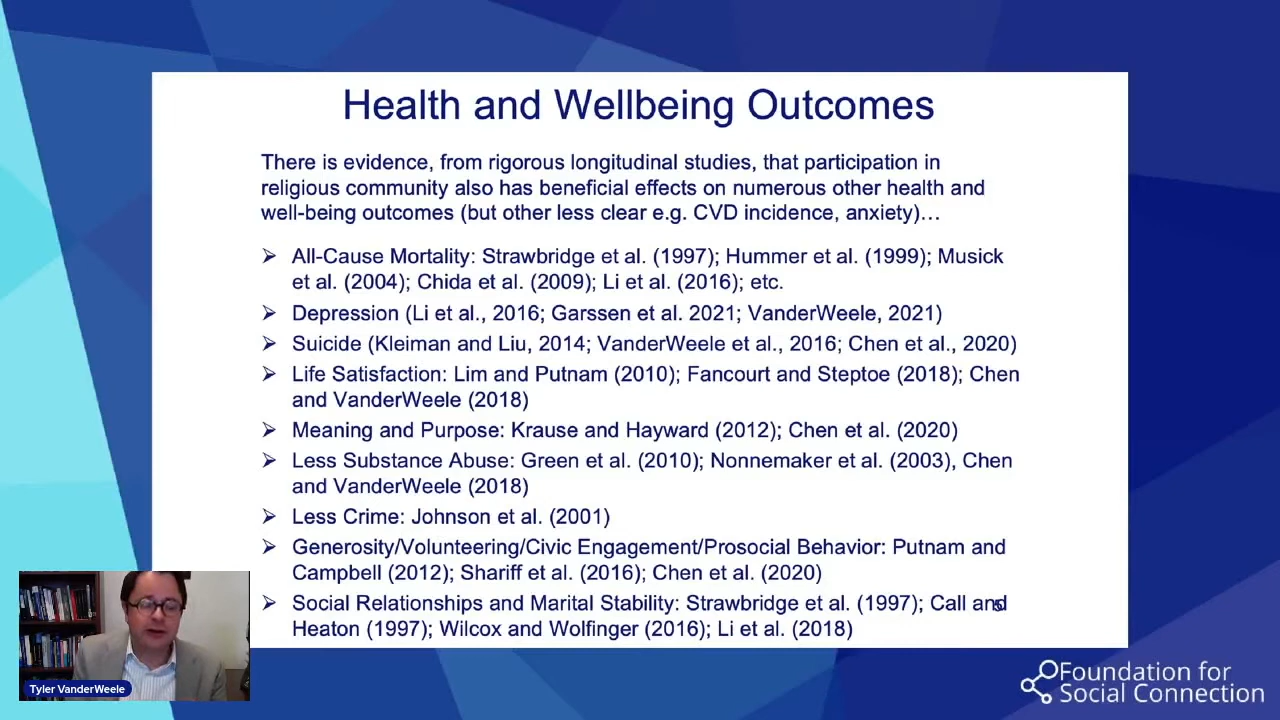 Health and Wellbeing Outcomes
There is evidence, from rigorous longitudinal studies, that participation in
religious community also has beneficial effects on numerous other health and
well-being outcomes (but other less clear e.g. CVD incidence, anxiety)…
➢ All-Cause Mortality: Strawbridge et al. (1997); Hummer et al. (1999); Musick
et al. (2004); Chida et al. (2009); Li et al. (2016); etc.
➢ Depression (Li et al., 2016; Garssen et al. 2021; VanderWeele, 2021)
➢ Suicide (Kleiman and Liu, 2014; VanderWeele et al., 2016; Chen et al., 2020)
➢ Life Satisfaction: Lim and Putnam (2010); Fancourt and Steptoe (2018); Chen
and VanderWeele (2018)
➢ Meaning and Purpose: Krause and Hayward (2012); Chen et al. (2020)
➢ Less Substance Abuse: Green et al. (2010); Nonnemaker et al. (2003), Chen
and VanderWeele (2018)
➢ Less Crime: Johnson et al. (2001)
➢ Generosity/Volunteering/Civic Engagement/Prosocial Behavior: Putnam and
Campbell (2012); Shariff et al. (2016); Chen et al. (2020)
➢ Social Relationships and Marital Stability: Strawbridge et al. (1997); Call and
Heaton (1997); Wilcox and Wolfinger (2016); Li et al. (2018)
Tyler VanderWeele
Foundation for
Social Connection